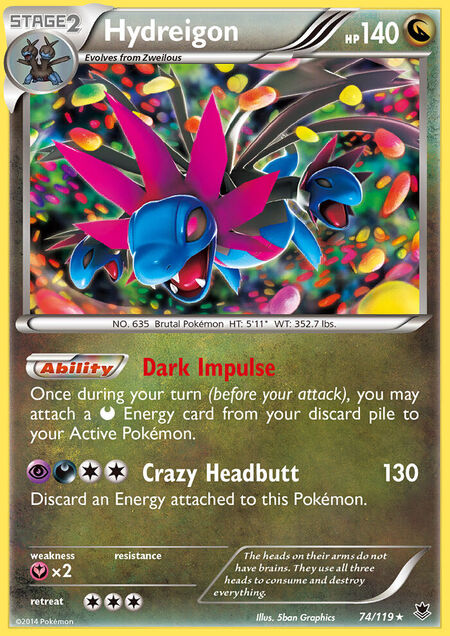 STAGE2
Hydreigon
HP140
Evolves from Zweilous
NO. 635 Brutal Pokémon HT: 5'11" WT: 352.7 lbs.
Ability Dark Impulse
Once during your turn (before your attack), you may
attach a Energy card from your discard pile to
your Active Pokémon.
Crazy Headbutt 130
Discard an Energy attached to this Pokémon.
weakness resistance
×2
retreat
The heads on their arms do not
have brains. They use all three
heads to consume and destroy
everything.
©2014 Pokémon
Illus. 5ban Graphics
74/119★